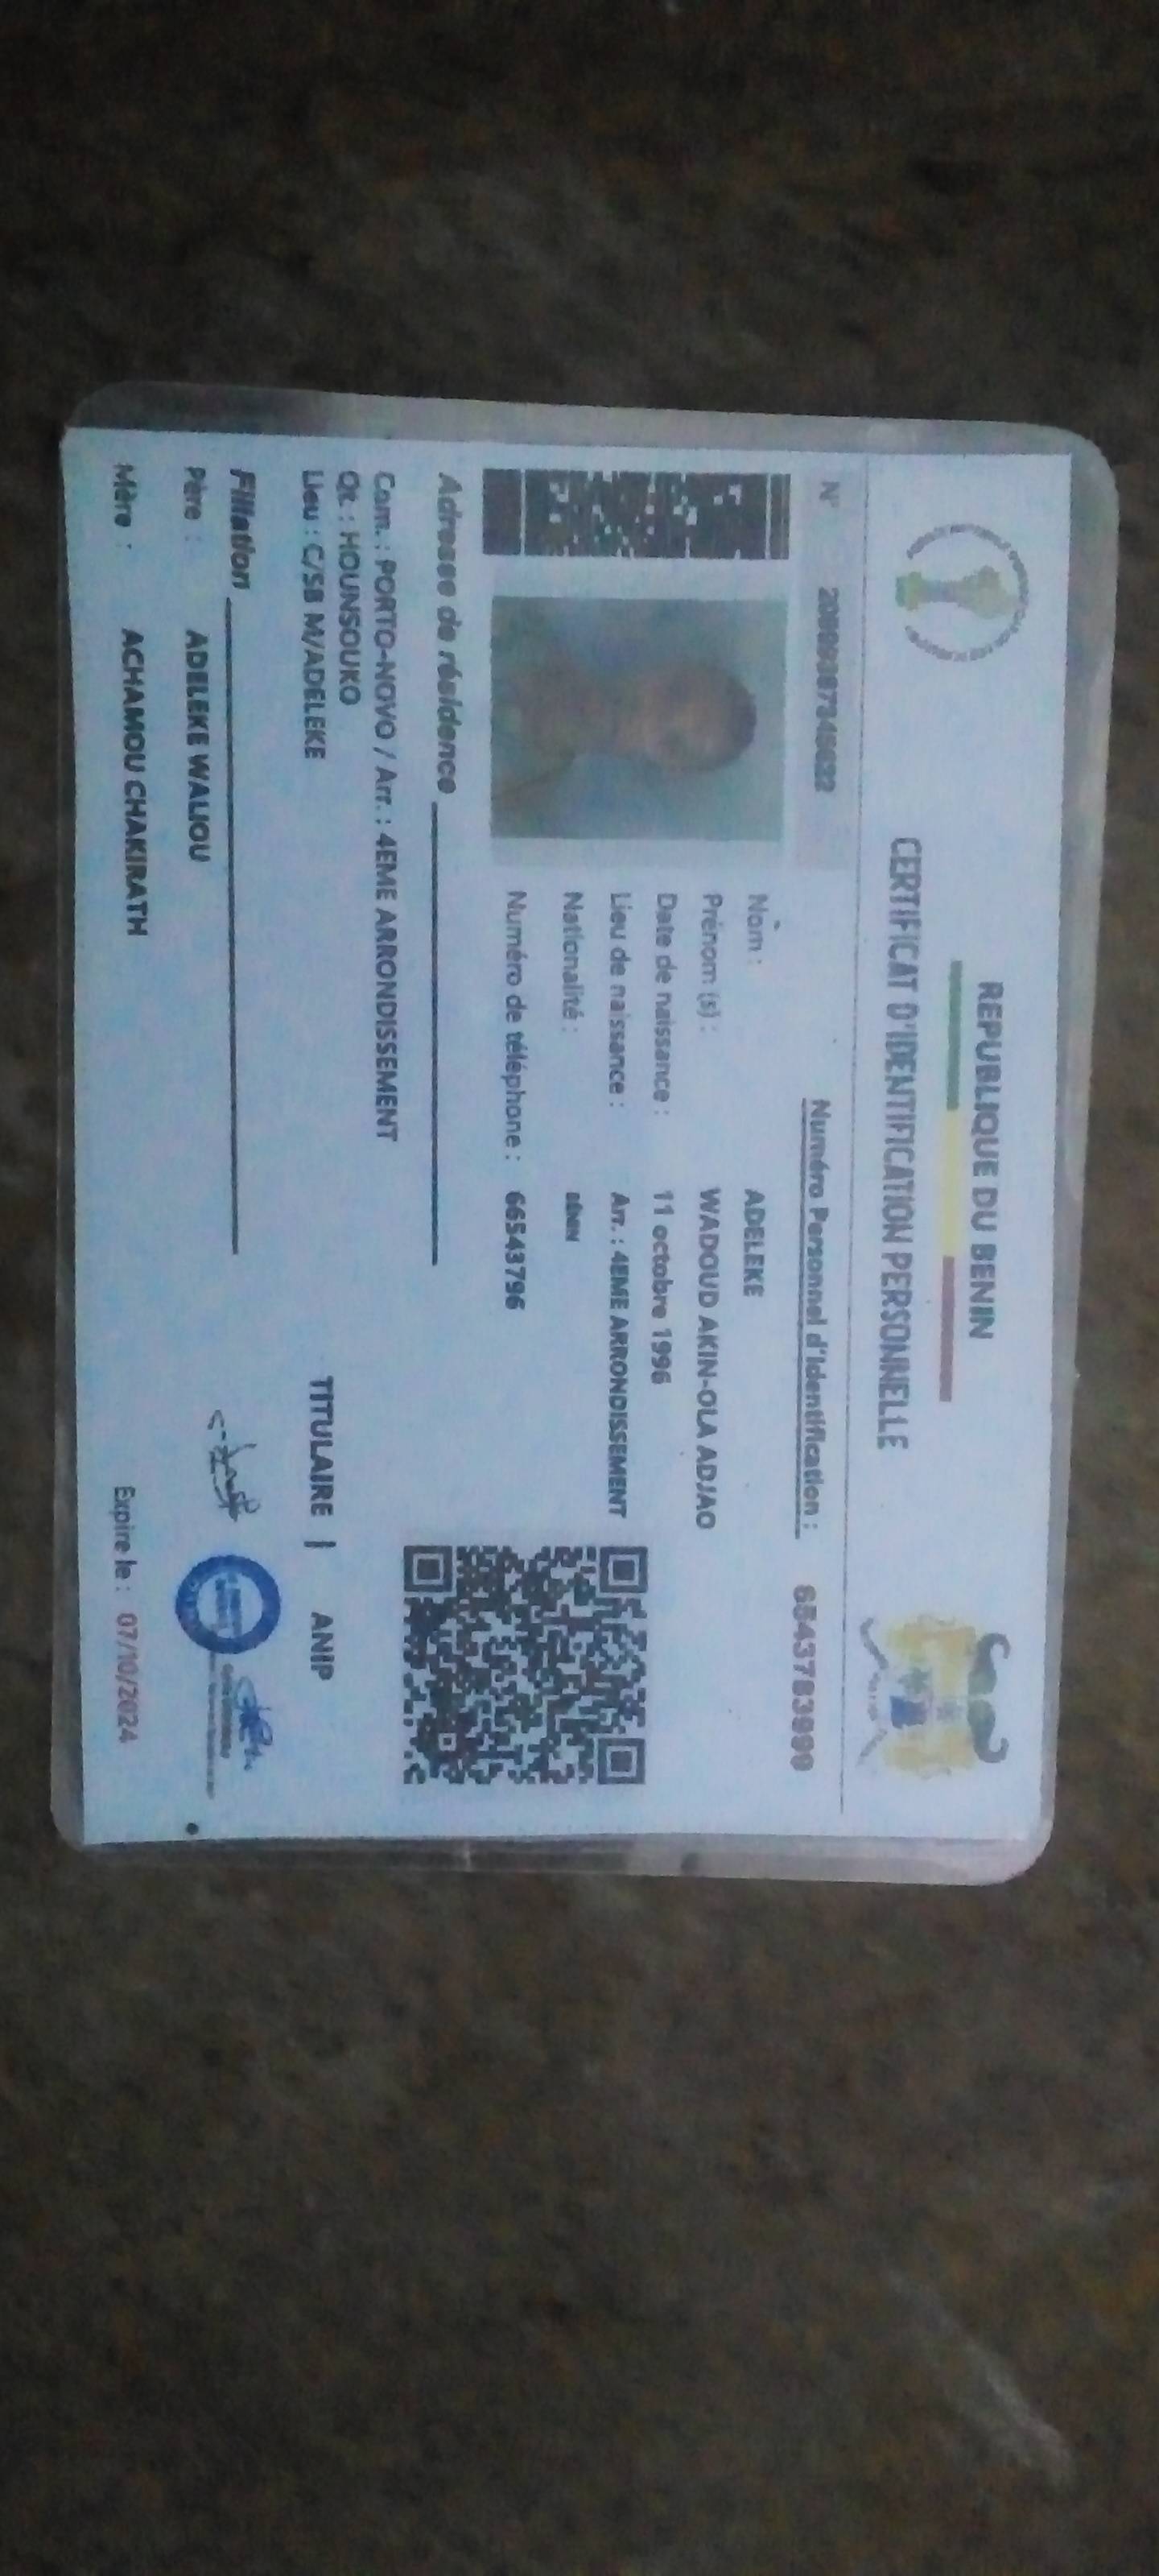 REPUBLIQUE DU BENIN
CERTIFICAT D'IDENTIFICATION PERSONNELLE
N°
Numéro Personnel d'Identification :
Nom : ADELEKE
Prénom (s) : WADOUD AKIN-OLA ADJAO
Date de naissance : 11 octobre 1996
Lieu de naissance : Arr. : 4EME ARRONDISSEMENT
Nationalité : BÉNIN
Numéro de téléphone : 66543796
Adresse de résidence
Com. : PORTO-NOVO / Arr. : 4EME ARRONDISSEMENT
Qt. : HOUNSOUKO
Lieu : C/SB M/ADELEKE
TITULAIRE | ANIP
Filiation
Père : ADELEKE WALIOU
Mère : ACHAMOU CHAKIRATH
Expire le : 07/10/2024